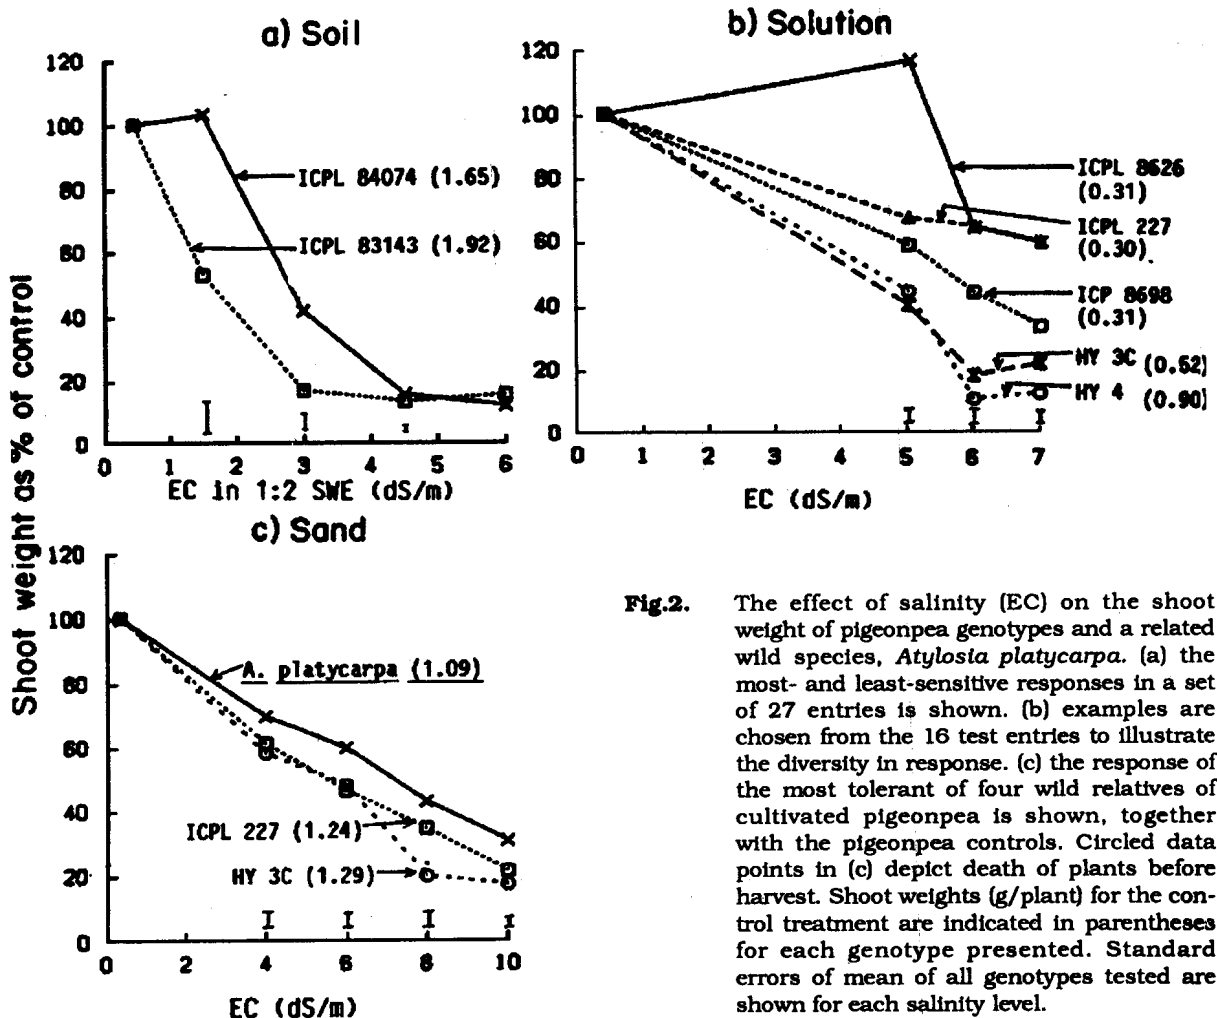 a) Soil
120
100
80
60
40
20
0
ICPL 84074 (1.65)
ICPL 83143 (1.92)
0 1 2 3 4 5 6
EC in 1:2 SWE (dS/m)
b) Solution
120
100
80
60
40
20
0
ICPL 8626
(0.31)
ICPL 227
(0.30)
ICP 8698
(0.31)
HY 3C (0.52)
HY 4 (0.90)
0 1 2 3 4 5 6 7
EC (dS/m)
Shoot weight as % of control
c) Sand
120
100
80
60
40
20
0
A. platycarpa (1.09)
ICPL 227 (1.24)
HY 3C (1.29)
0 2 4 6 8 10
EC (dS/m)
Fig.2. The effect of salinity (EC) on the shoot
weight of pigeonpea genotypes and a related
wild species, Atylosia platycarpa. (a) the
most- and least-sensitive responses in a set
of 27 entries is shown. (b) examples are
chosen from the 16 test entries to illustrate
the diversity in response. (c) the response of
the most tolerant of four wild relatives of
cultivated pigeonpea is shown, together
with the pigeonpea controls. Circled data
points in (c) depict death of plants before
harvest. Shoot weights (g/plant) for the con-
trol treatment are indicated in parentheses
for each genotype presented. Standard
errors of mean of all genotypes tested are
shown for each salinity level.